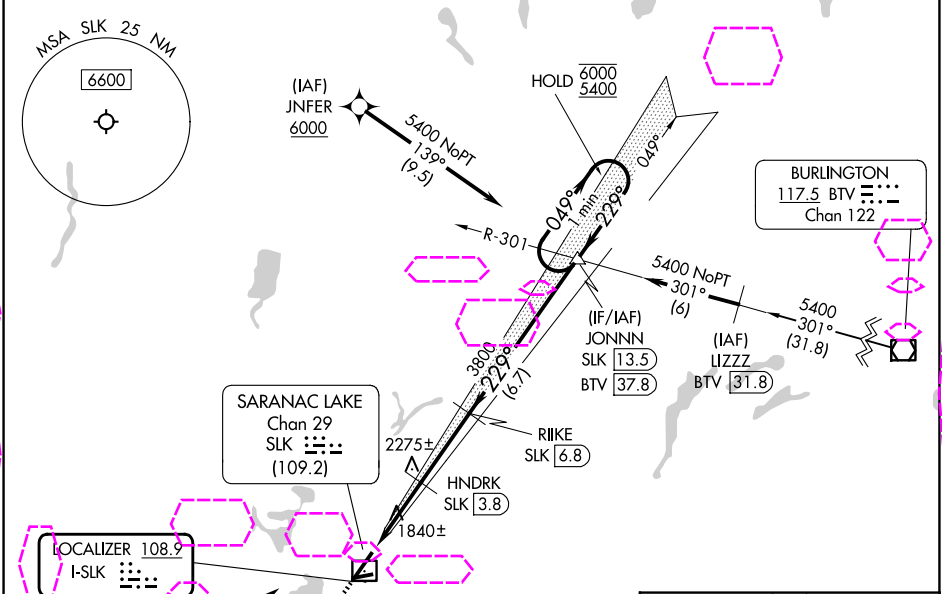 MSA SLK 25 NM
6600
(IAF)
JNFER
6000
5400 NoPT
139°
(9.5)
HOLD 6000
5400
049°
049°
1 min
229°
R-301
BURLINGTON
117.5 BTV
Chan 122
5400 NoPT
301°
(6)
5400
301°
(31.8)
(IF/IAF)
JONNN
SLK 13.5
BTV 37.8
(IAF)
LIZZZ
BTV 31.8
3800
229°
(6.7)
SARANAC LAKE
Chan 29
SLK
(109.2)
RIIKE
SLK 6.8
2275±
HNDRK
SLK 3.8
1840±
LOCALIZER 108.9
I-SLK